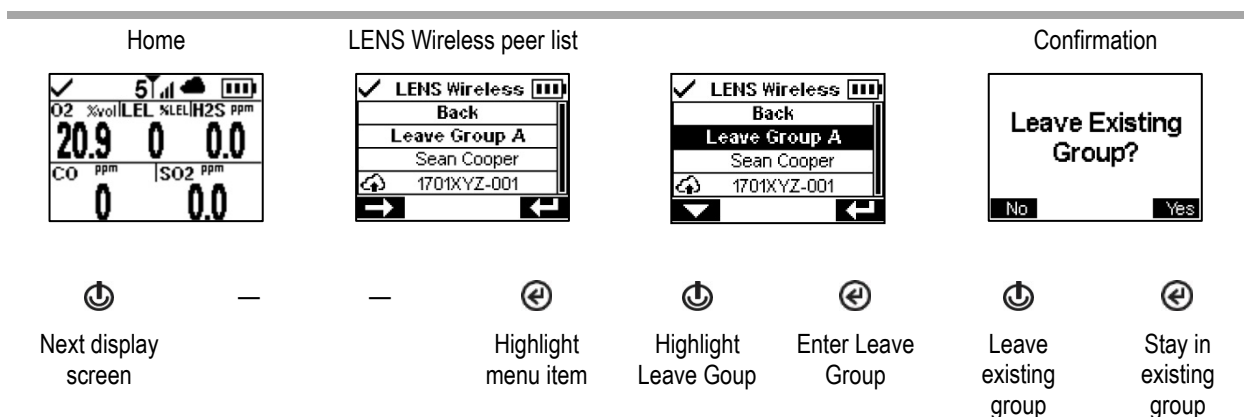 Home
LENS Wireless peer list
Confirmation
5
O2 %vol LEL %LEL H2S ppm
20.9 0 0.0
CO ppm SO2 ppm
0 0.0
LENS Wireless
Back
Leave Group A
Sean Cooper
1701XYZ-001
LENS Wireless
Back
Leave Group A
Sean Cooper
1701XYZ-001
Leave Existing
Group?
No Yes
— —
Next display
screen
Highlight
menu item
Highlight
Leave Goup
Enter Leave
Group
Leave
existing
group
Stay in
existing
group